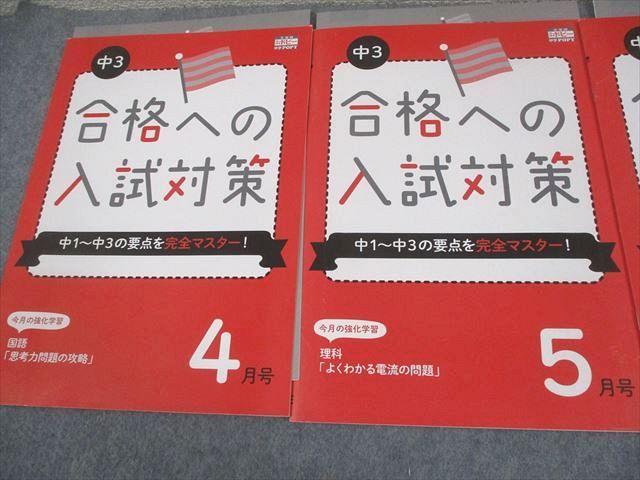 中3
合格への
入試対策
中1〜中3の要点を完全マスター！
今月の強化学習
国語
「思考力問題の攻略」
4月号
POPY
中3
合格への
入試対策
中1〜中3の要点を完全マスター！
今月の強化学習
理科
「よくわかる電流の問題」
5月号